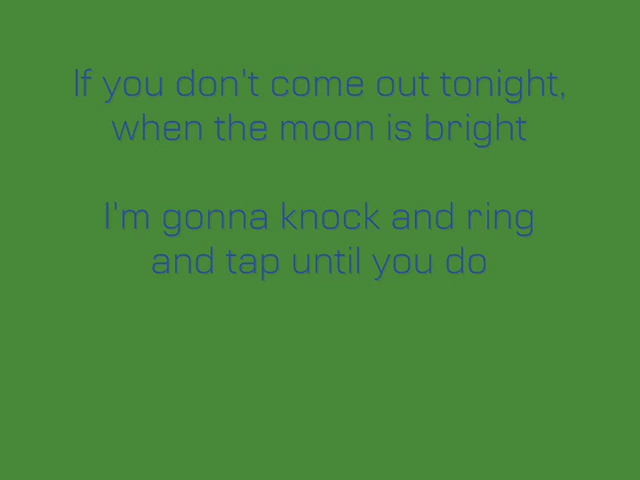 If you don't come out tonight,
when the moon is bright
I'm gonna knock and ring
and tap until you do